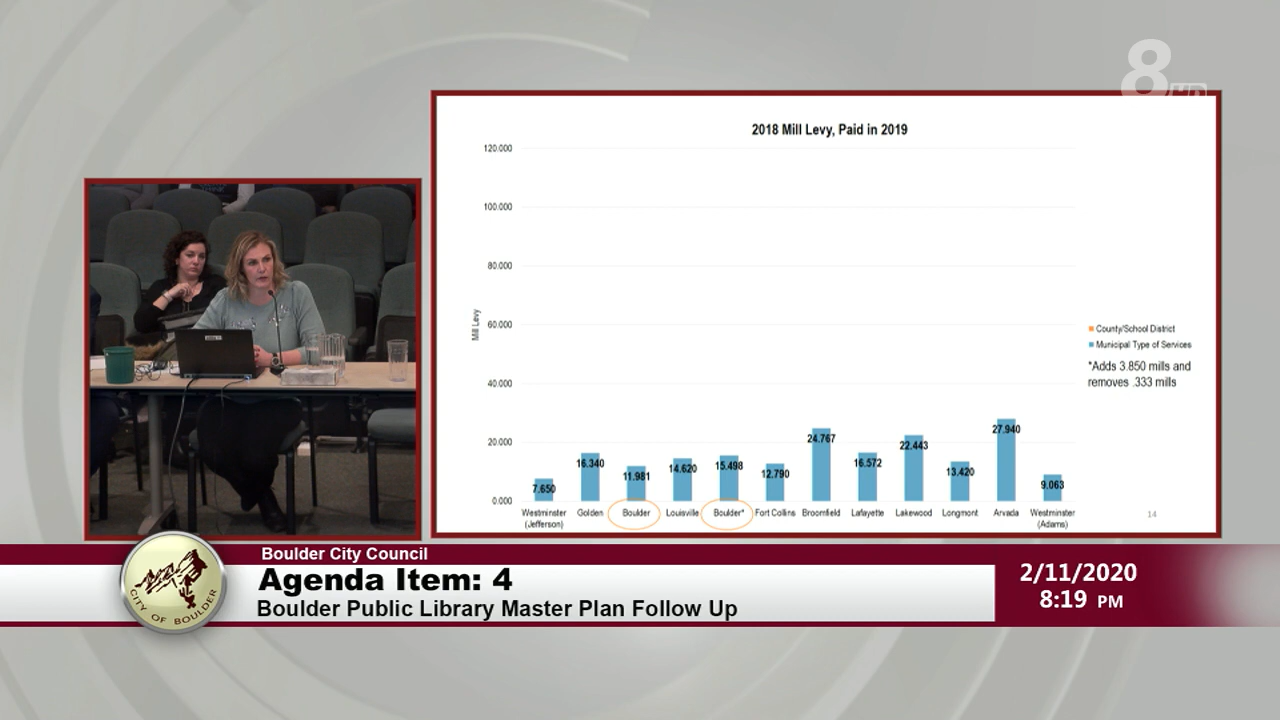 8
HD
2018 Mill Levy, Paid in 2019
120.000
100.000
80.000
60.000
40.000
20.000
0.000
Mill Levy
7.650
16.340
11.981
14.620
15.498
12.790
24.767
16.572
22.443
13.420
27.940
9.063
Westminster
(Jefferson)
Golden
Boulder
Louisville
Boulder*
Fort Collins
Broomfield
Lafayette
Lakewood
Longmont
Arvada
Westminster
(Adams)
County/School District
Municipal Type of Services
*Adds 3.850 mills and
removes .333 mills
14
Boulder City Council
Agenda Item: 4
Boulder Public Library Master Plan Follow Up
2/11/2020
8:19 PM
CITY OF BOULDER